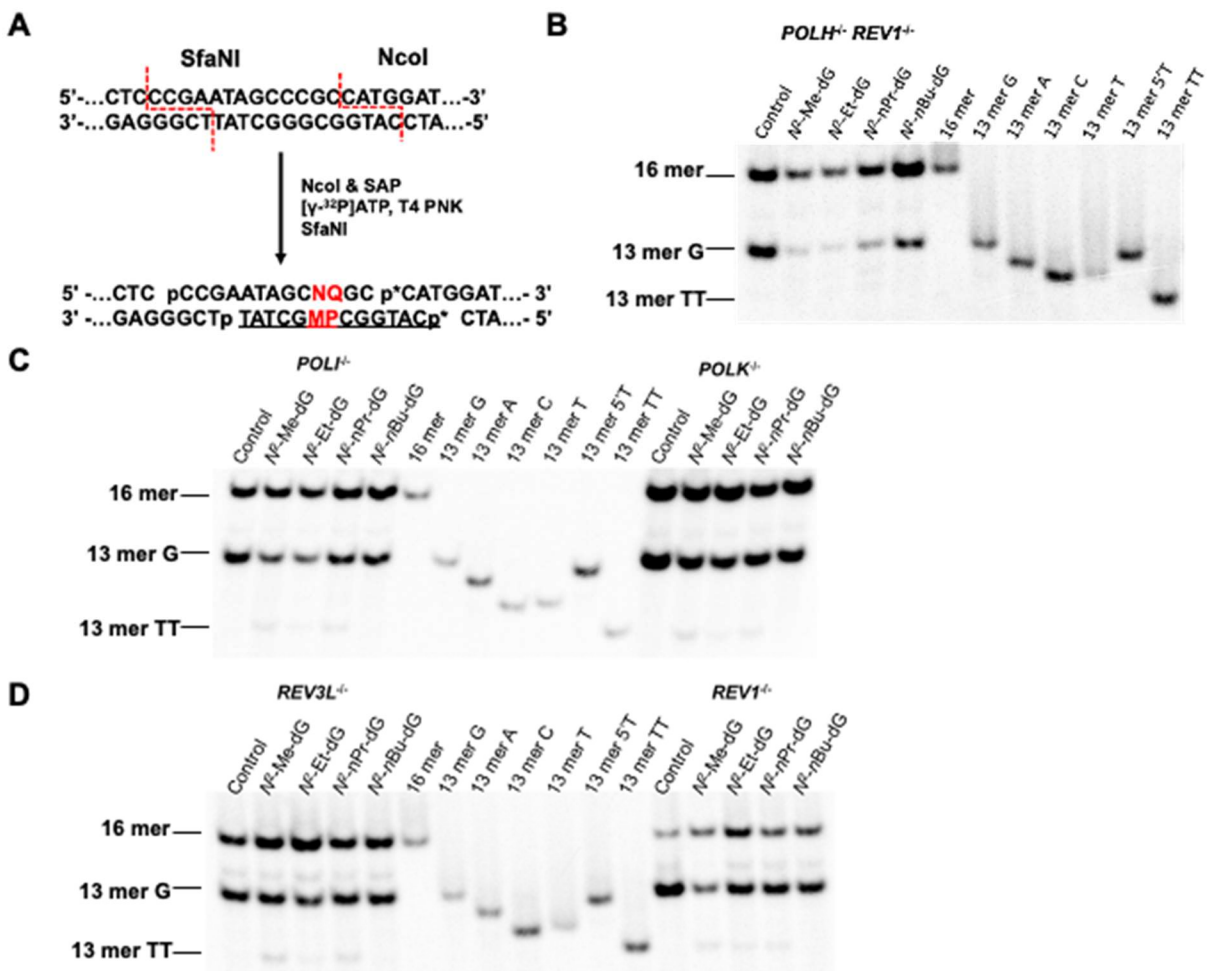 A
SfaNI NcoI
5'-...CTCCCGAATAGCCCGCCATGGAT...-3'
3'-...GAGGGCTTATCGGGCGGTACCTA...-5'
NcoI & SAP
[γ-³²P]ATP, T4 PNK
SfaNI
5' -...CTC pCCGAATAGCNQGC p*CATGGAT...- 3'
3' -...GAGGGCTp TATCGMPCGGTACp* CTA...- 5'
B
POLH-/- REV1-/-
Control N²-Me-dG N²-Et-dG N²-nPr-dG N²-nBu-dG 16 mer 13 mer G 13 mer A 13 mer C 13 mer T 13 mer 5'T 13 mer TT
16 mer
13 mer G
13 mer TT
C
POLI-/- POLK-/-
Control N²-Me-dG N²-Et-dG N²-nPr-dG N²-nBu-dG 16 mer 13 mer G 13 mer A 13 mer C 13 mer T 13 mer 5'T 13 mer TT Control N²-Me-dG N²-Et-dG N²-nPr-dG N²-nBu-dG
16 mer
13 mer G
13 mer TT
D
REV3L-/- REV1-/-
Control N²-Me-dG N²-Et-dG N²-nPr-dG N²-nBu-dG 16 mer 13 mer G 13 mer A 13 mer C 13 mer T 13 mer 5'T 13 mer TT Control N²-Me-dG N²-Et-dG N²-nPr-dG N²-nBu-dG
16 mer
13 mer G
13 mer TT